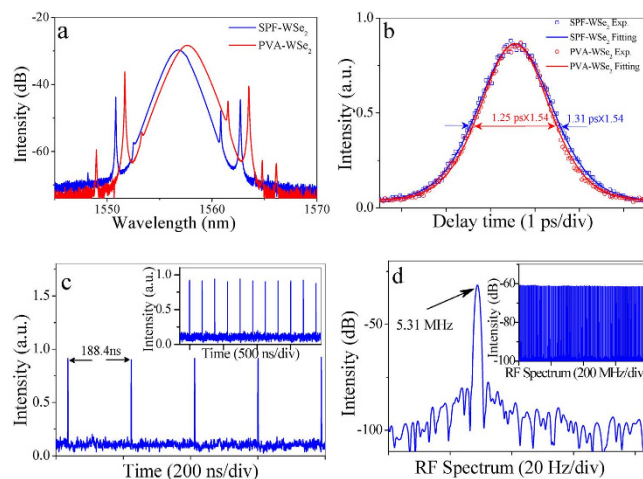 a
SPF-WSe₂
PVA-WSe₂
-20
-40
-60
Intensity (dB)
1550
1560
1570
Wavelength (nm)
b
SPF-WSe₂ Exp.
SPF-WSe₂ Fitting
PVA-WSe₂ Exp.
PVA-WSe₂ Fitting
1.0
0.5
0.0
Intensity (a.u.)
1.25 psX1.54
1.31 psX1.54
Delay time (1 ps/div)
c
1.5
1.0
0.5
0.0
Intensity (a.u.)
188.4ns
1.0
0.5
0.0
Intensity (a.u.)
Time (500 ns/div)
Time (200 ns/div)
d
-50
-100
Intensity (dB)
5.31 MHz
-40
-60
-80
-100
Intensity (dB)
RF Spectrum (200 MHz/div)
RF Spectrum (20 Hz/div)